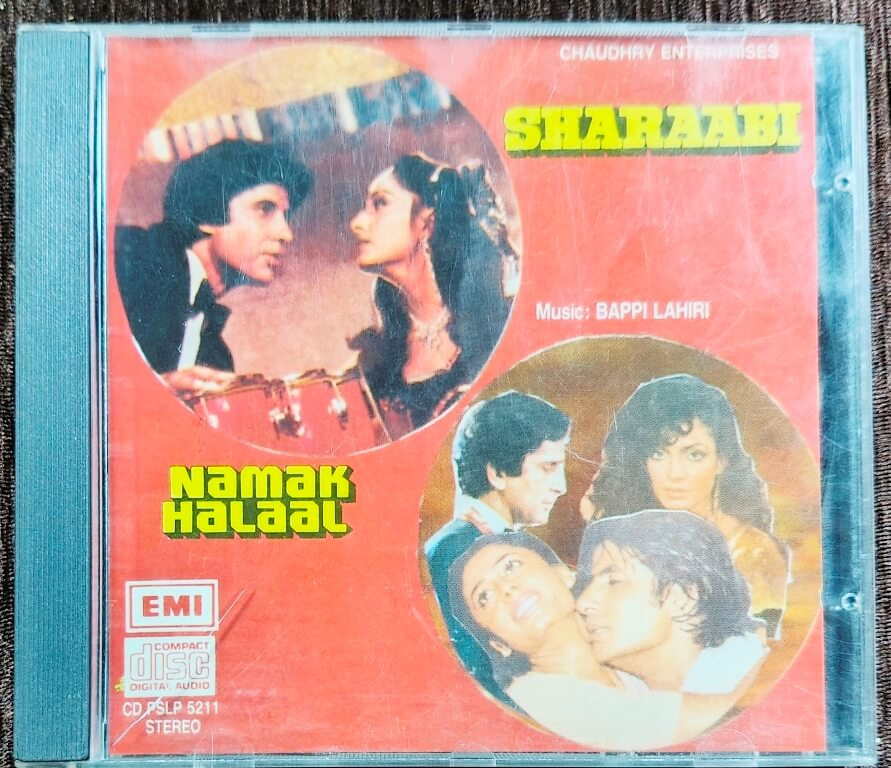 CHAUDHRY ENTERPRISES
SHARAABI
Music: BAPPI LAHIRI
NAMAK
HALAAL
EMI
COMPACT
disc
DIGITAL AUDIO
CD PSLP 5211
STEREO